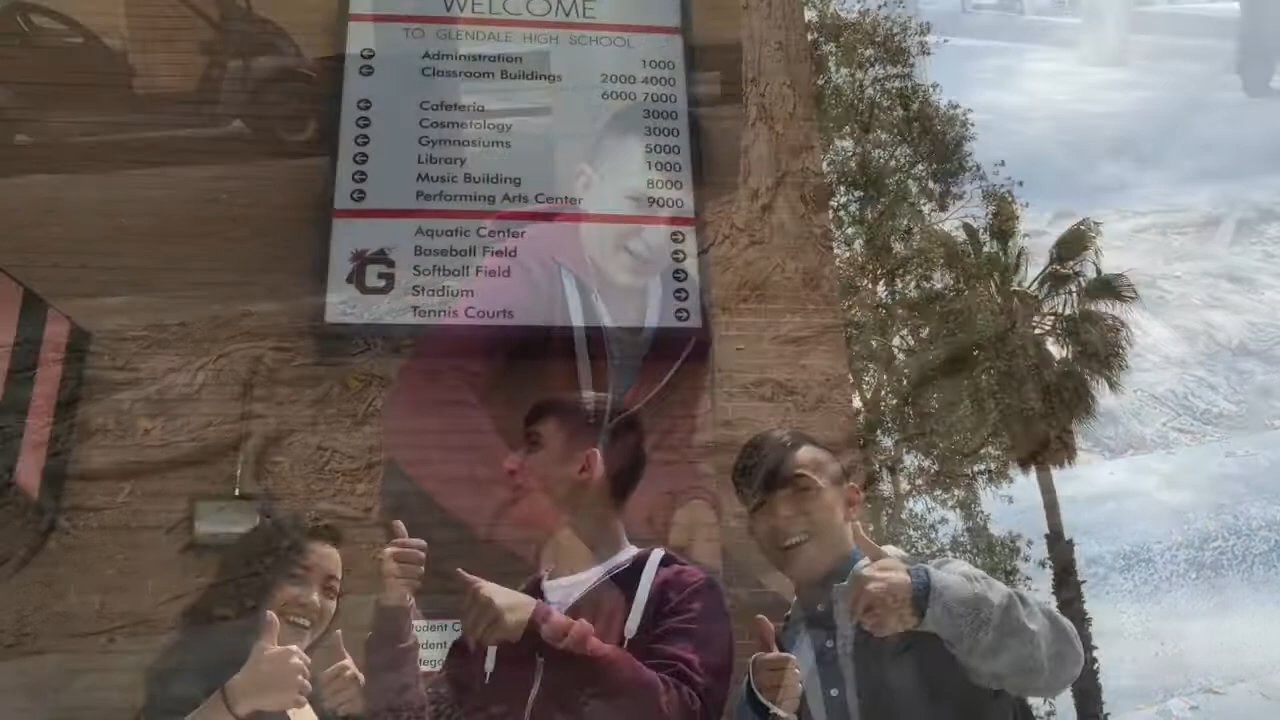 WELCOME
TO GLENDALE HIGH SCHOOL
Administration 1000
Classroom Buildings 2000 4000
6000 7000
Cafeteria 3000
Cosmetology 3000
Gymnasiums 5000
Library 1000
Music Building 8000
Performing Arts Center 9000
Aquatic Center
Baseball Field
G Softball Field
Stadium
Tennis Courts